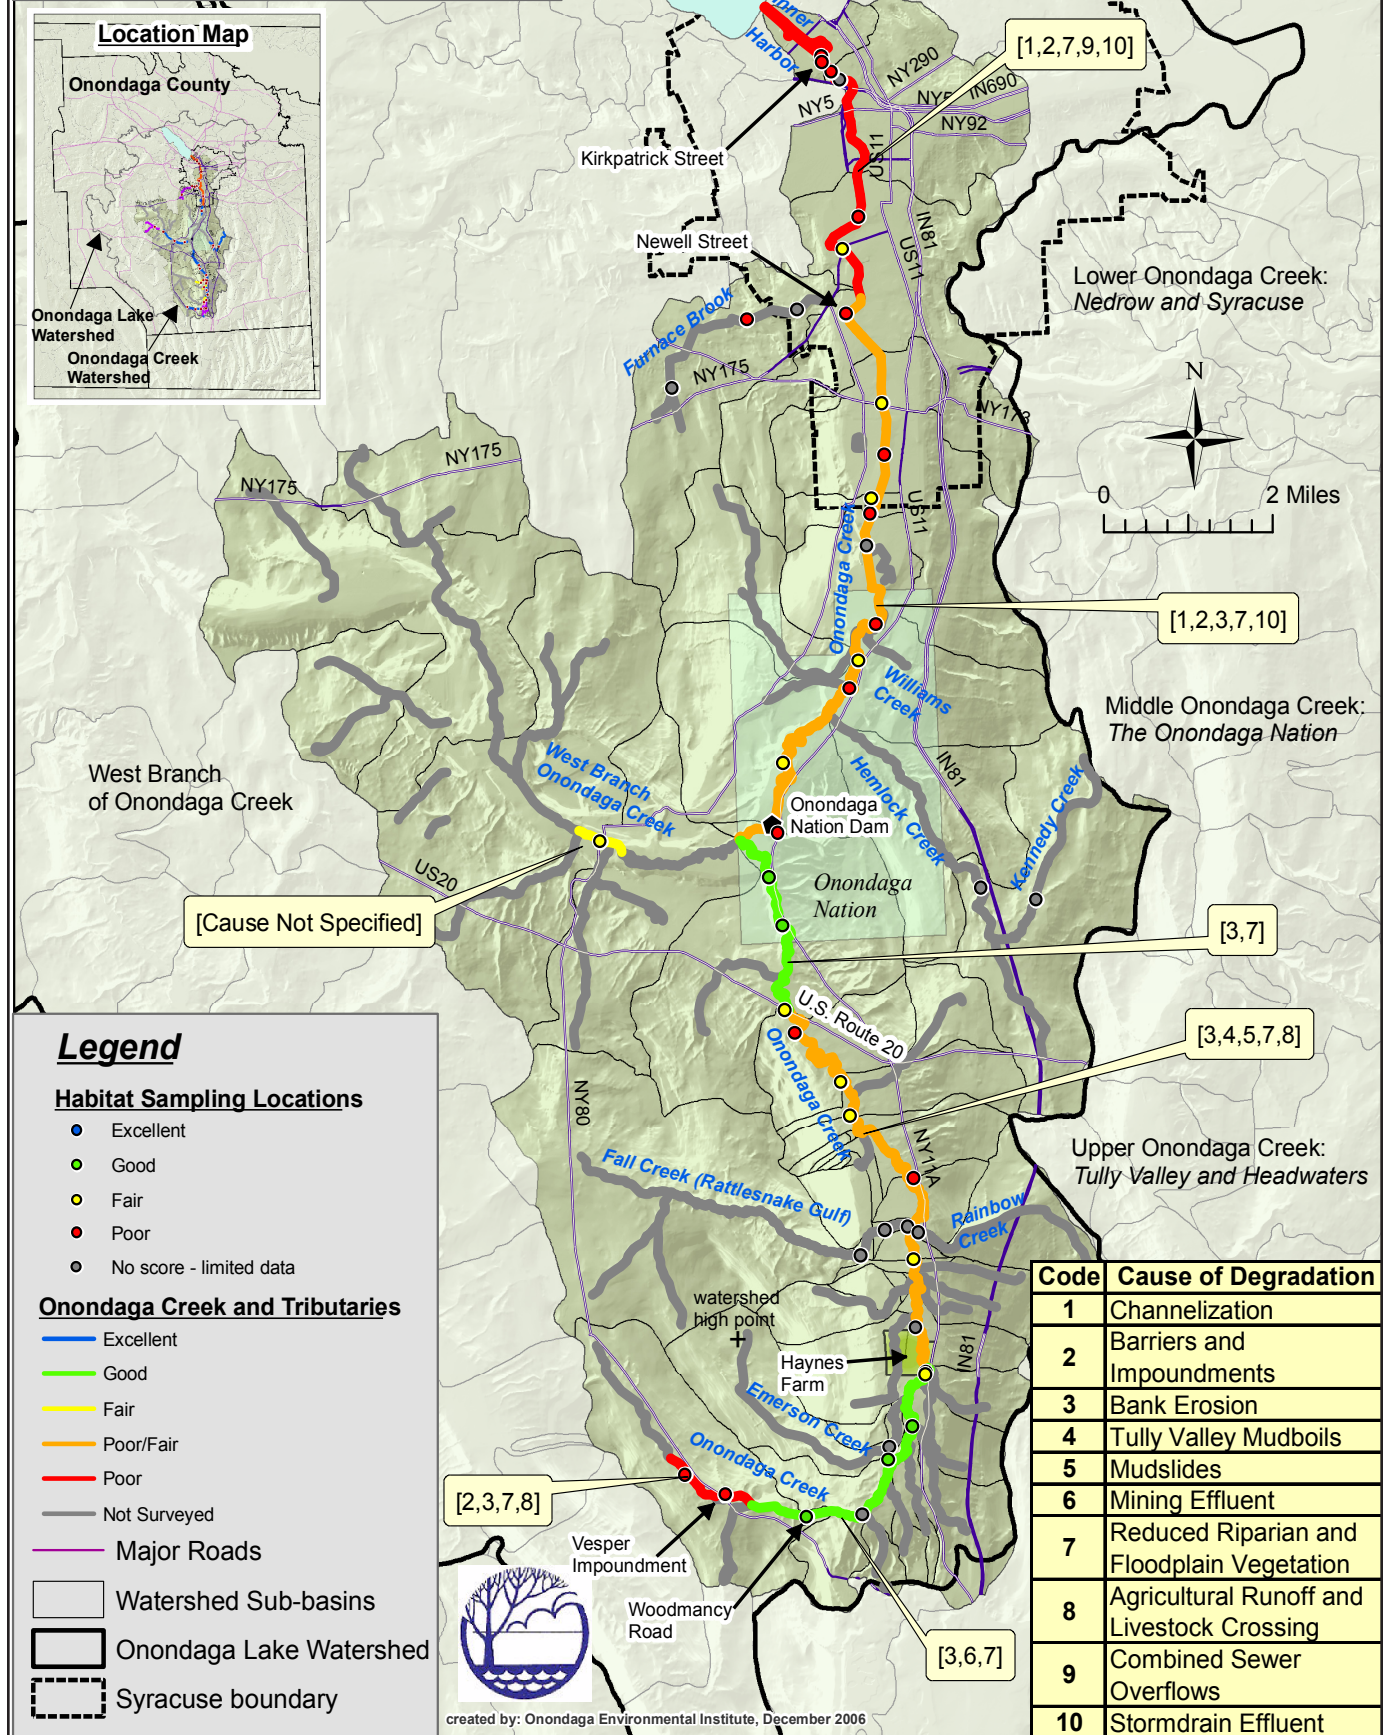 Location Map
Onondaga County
Onondaga Lake
Watershed
Onondaga Creek
Watershed
Harbor
[1,2,7,9,10]
NY290
IN690
NY5
NY5
NY92
US11
Kirkpatrick Street
IN81
US11
Newell Street
Lower Onondaga Creek:
Nedrow and Syracuse
Furnace Brook
NY175
NY173
N
0
2 Miles
NY175
NY175
US11
Onondaga Creek
[1,2,3,7,10]
Williams
Creek
Middle Onondaga Creek:
The Onondaga Nation
IN81
West Branch
of Onondaga Creek
West Branch
Onondaga Creek
Hemlock Creek
Kennedy Creek
Onondaga
Nation Dam
US20
Onondaga
Nation
[Cause Not Specified]
[3,7]
U.S. Route 20
Onondaga Creek
[3,4,5,7,8]
NY80
NY11A
Upper Onondaga Creek:
Tully Valley and Headwaters
Fall Creek (Rattlesnake Gulf)
Rainbow
Creek
watershed
high point
Haynes
Farm
IN81
Emerson Creek
Onondaga Creek
[2,3,7,8]
Vesper
Impoundment
Woodmancy
Road
[3,6,7]
Legend
Habitat Sampling Locations
Excellent
Good
Fair
Poor
No score - limited data
Onondaga Creek and Tributaries
Excellent
Good
Fair
Poor/Fair
Poor
Not Surveyed
Major Roads
Watershed Sub-basins
Onondaga Lake Watershed
Syracuse boundary
Code Cause of Degradation
1 Channelization
2 Barriers and
Impoundments
3 Bank Erosion
4 Tully Valley Mudboils
5 Mudslides
6 Mining Effluent
7 Reduced Riparian and
Floodplain Vegetation
8 Agricultural Runoff and
Livestock Crossing
9 Combined Sewer
Overflows
10 Stormdrain Effluent
created by: Onondaga Environmental Institute, December 2006